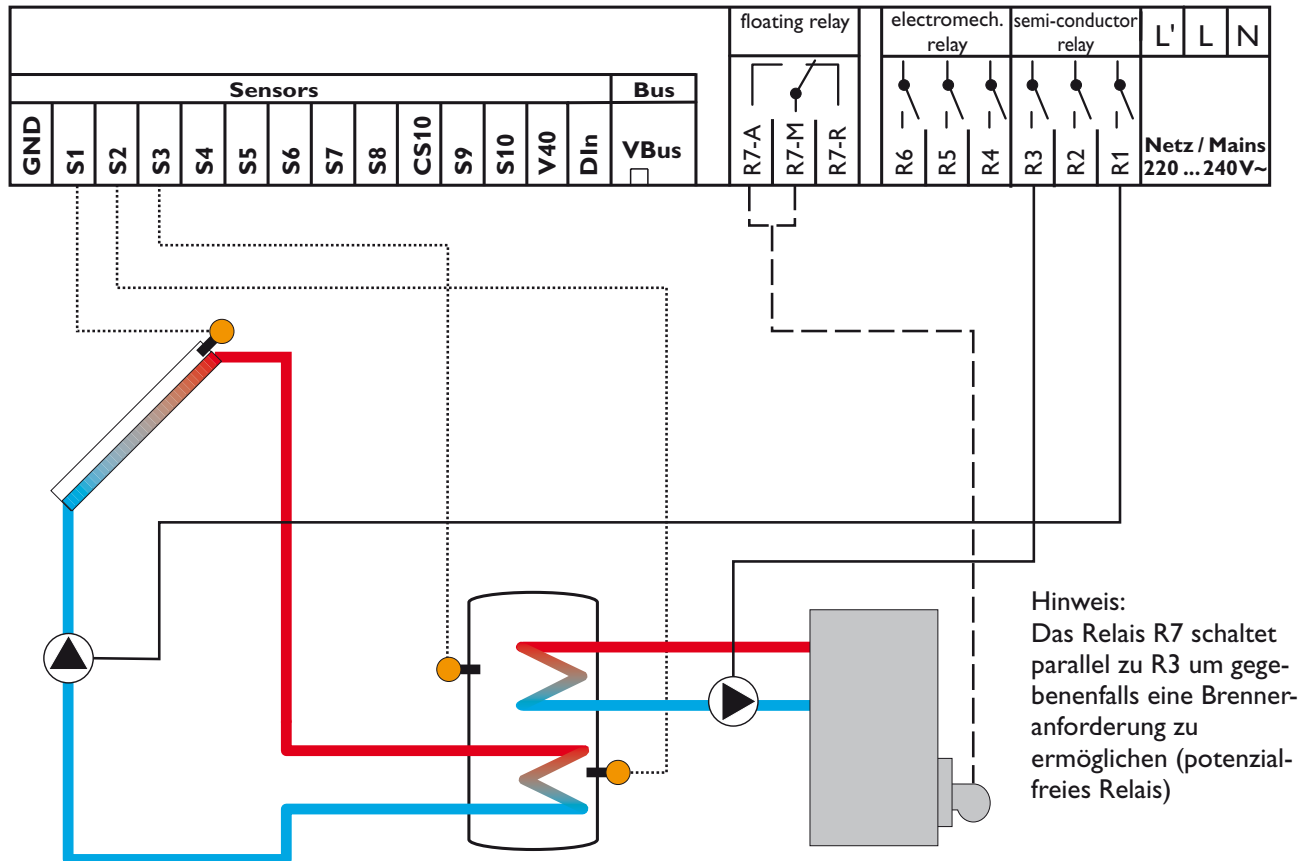 floating relay
electromech.
relay
semi-conductor
relay
L' L N
Sensors
Bus
GND S1 S2 S3 S4 S5 S6 S7 S8 CS10 S9 S10 V40 DIn
VBus
R7-A R7-M R7-R
R6 R5 R4 R3 R2 R1
Netz / Mains
220 ... 240 V~
Hinweis:
Das Relais R7 schaltet
parallel zu R3 um gege-
benenfalls eine Brenner-
anforderung zu
ermöglichen (potenzial-
freies Relais)